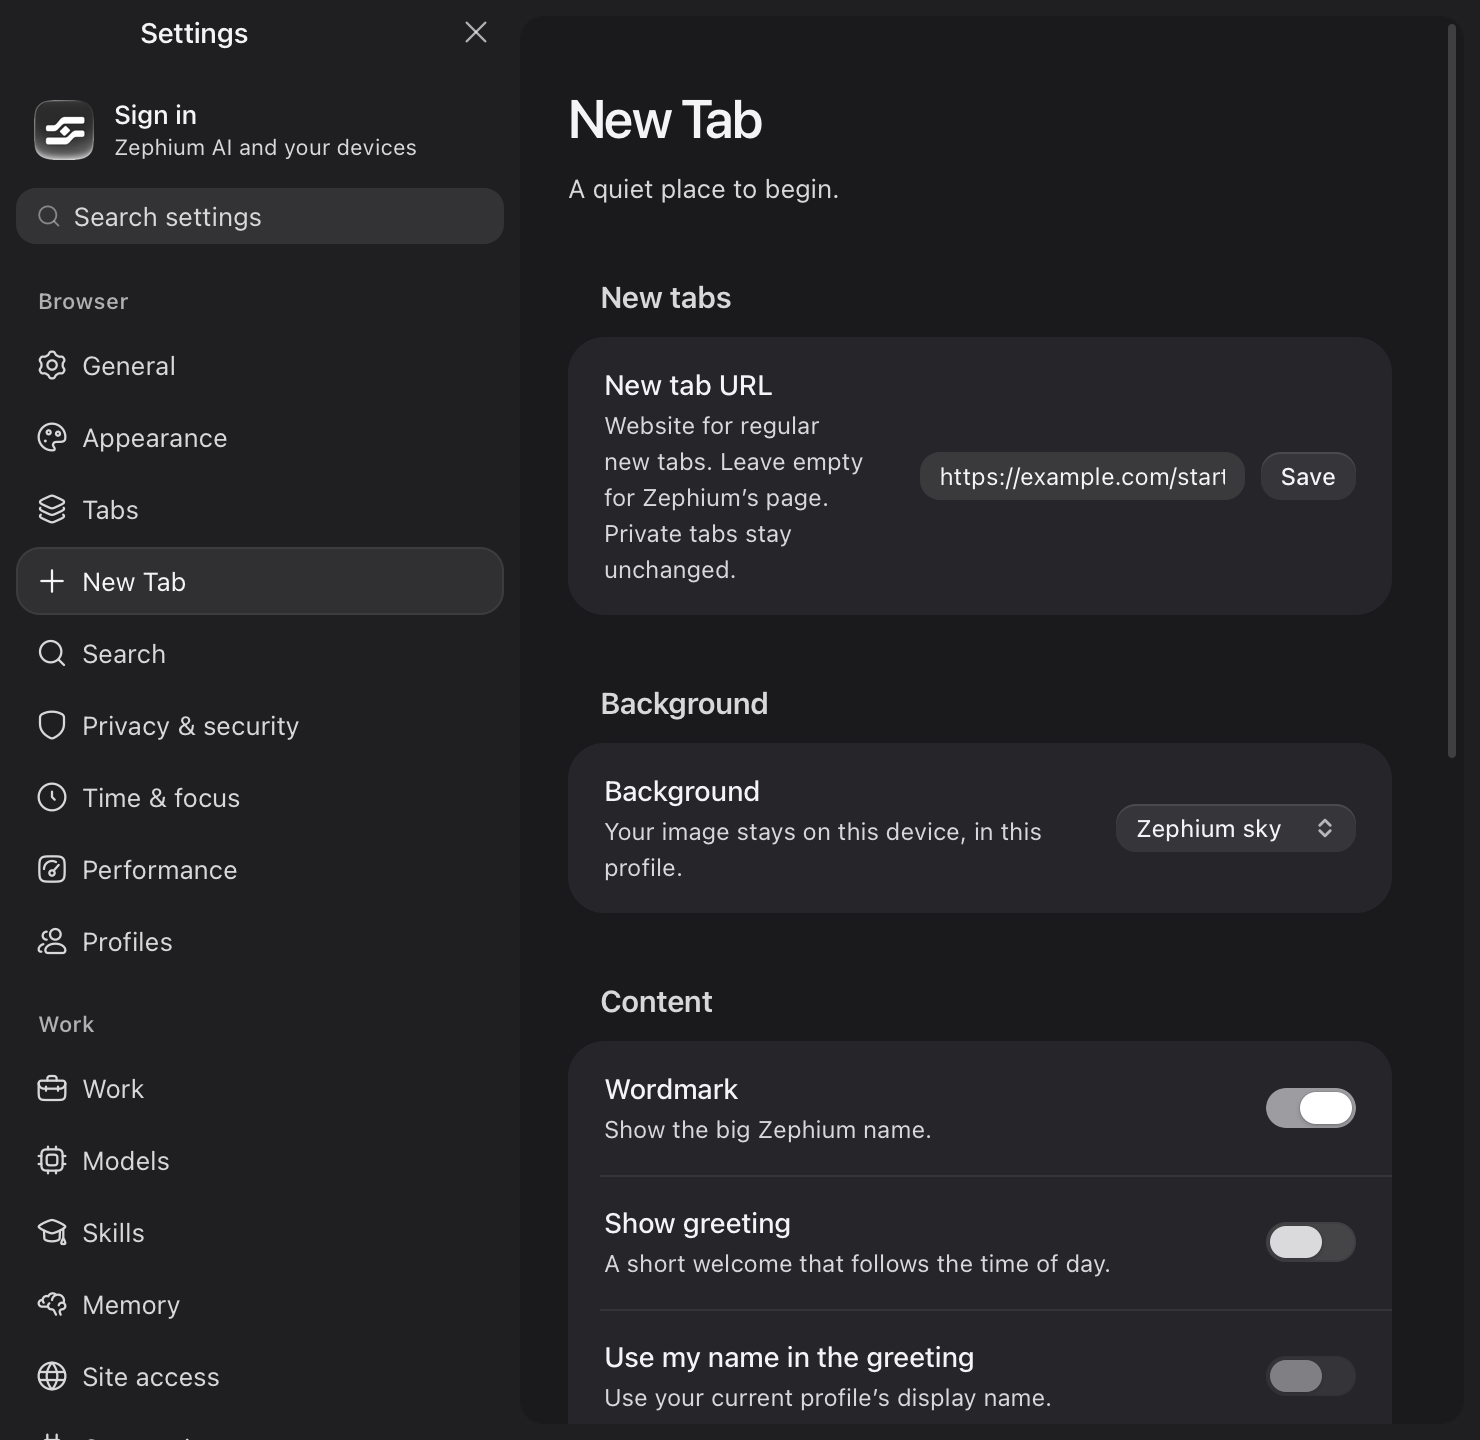 Settings
Sign in
Zephium AI and your devices
Search settings
Browser
General
Appearance
Tabs
New Tab
Search
Privacy & security
Time & focus
Performance
Profiles
Work
Work
Models
Skills
Memory
Site access
New Tab
A quiet place to begin.
New tabs
New tab URL
Website for regular
new tabs. Leave empty
for Zephium’s page.
Private tabs stay
unchanged.
https://example.com/start
Save
Background
Background
Your image stays on this device, in this
profile.
Zephium sky
Content
Wordmark
Show the big Zephium name.
Show greeting
A short welcome that follows the time of day.
Use my name in the greeting
Use your current profile’s display name.